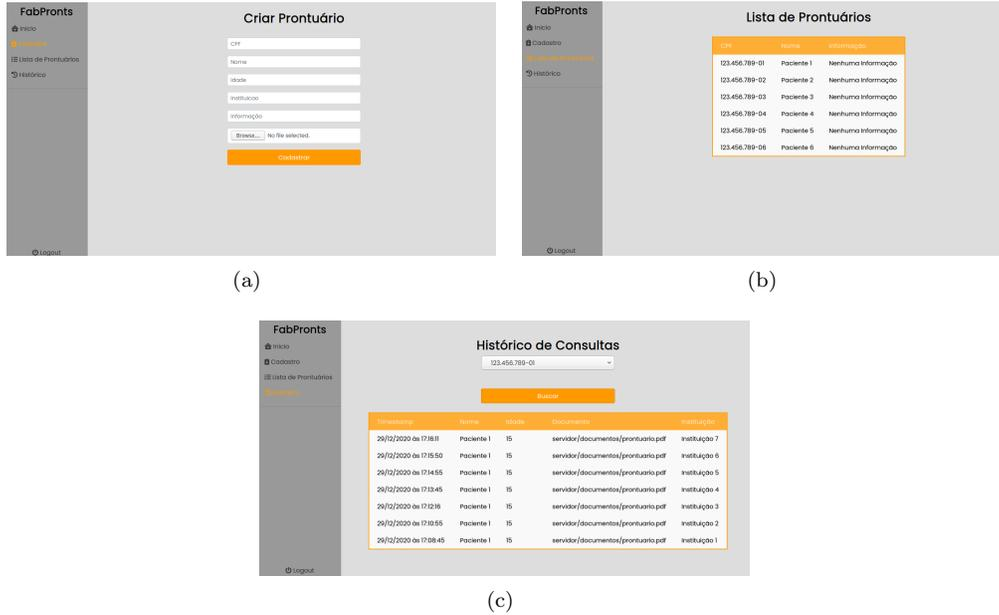 FabPronts
Início
Cadastro
Lista de Prontuários
Histórico
Logout
Criar Prontuário
CPF
Nome
Idade
Instituicao
Informação
Browse... No file selected.
Cadastrar
(a)
FabPronts
Início
Cadastro
Lista de Prontuários
Histórico
Logout
Lista de Prontuários
CPF Nome Informação
123.456.789-01 Paciente 1 Nenhuma Informação
123.456.789-02 Paciente 2 Nenhuma Informação
123.456.789-03 Paciente 3 Nenhuma Informação
123.456.789-04 Paciente 4 Nenhuma Informação
123.456.789-05 Paciente 5 Nenhuma Informação
123.456.789-06 Paciente 6 Nenhuma Informação
(b)
FabPronts
Início
Cadastro
Lista de Prontuários
Histórico
Logout
Histórico de Consultas
123.456.789-01
Buscar
Timestamp Nome Idade Documento Instituição
29/12/2020 às 17:16:11 Paciente 1 15 servidor/documentos/prontuario.pdf Instituição 7
29/12/2020 às 17:15:50 Paciente 1 15 servidor/documentos/prontuario.pdf Instituição 6
29/12/2020 às 17:14:55 Paciente 1 15 servidor/documentos/prontuario.pdf Instituição 5
29/12/2020 às 17:13:45 Paciente 1 15 servidor/documentos/prontuario.pdf Instituição 4
29/12/2020 às 17:12:16 Paciente 1 15 servidor/documentos/prontuario.pdf Instituição 3
29/12/2020 às 17:10:55 Paciente 1 15 servidor/documentos/prontuario.pdf Instituição 2
29/12/2020 às 17:08:45 Paciente 1 15 servidor/documentos/prontuario.pdf Instituição 1
(c)